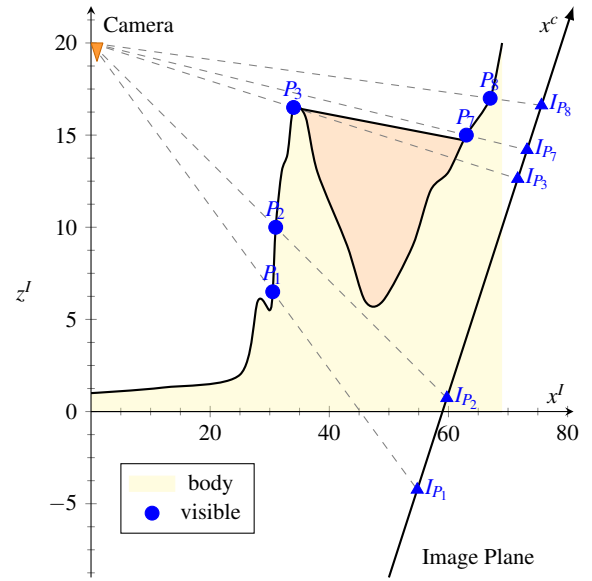 Camera
x^c
20
P_3
P_8
I_{P_8}
15
P_7
I_{P_7}
I_{P_3}
10
P_2
P_1
z^I
5
x^I
I_{P_2}
0
20
40
60
80
I_{P_1}
−5
body
visible
Image Plane